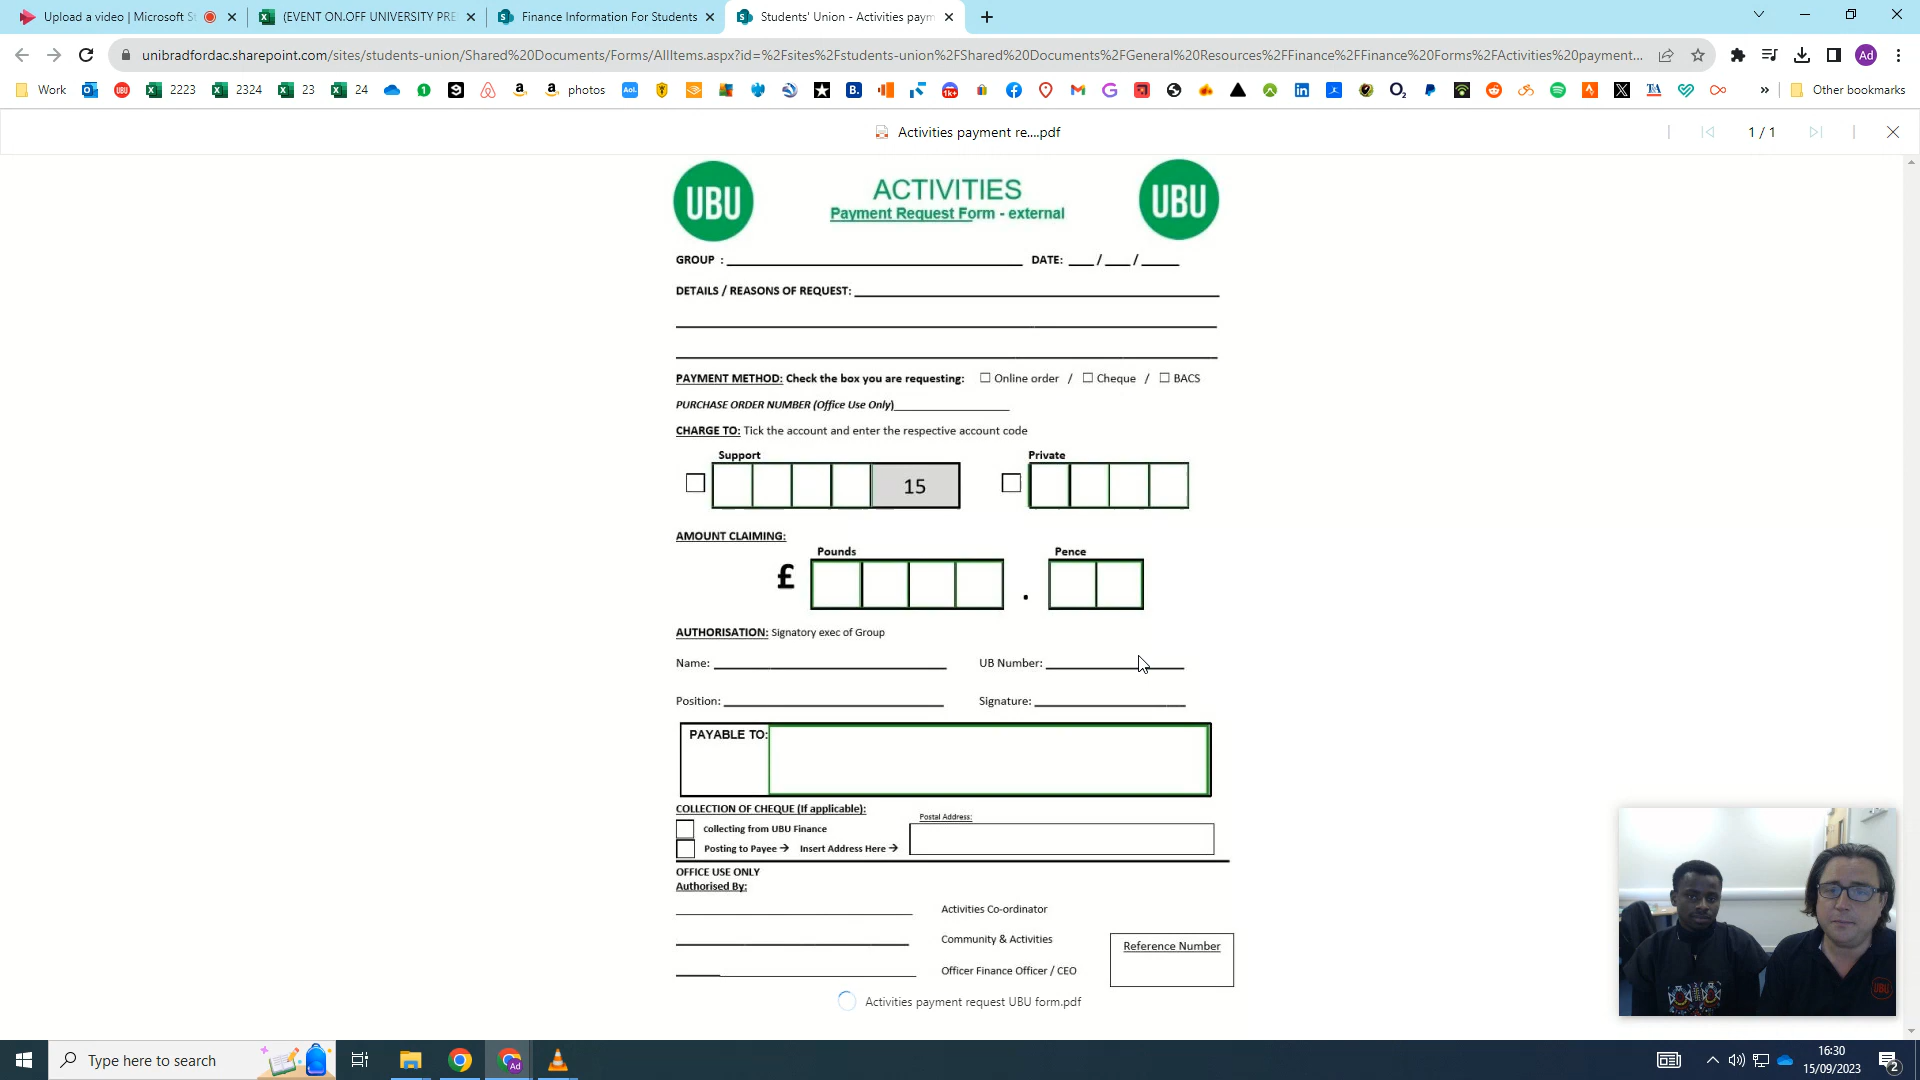 Upload a video | Microsoft S
(EVENT ON.OFF UNIVERSITY PRE
Finance Information For Students
Students' Union - Activities paym
unibradfordac.sharepoint.com/sites/students-union/Shared%20Documents/Forms/AllItems.aspx?id=%2Fsites%2Fstudents-union%2FShared%20Documents%2FGeneral%20Resources%2FFinance%2FFinance%20Forms%2FActivities%20payment...
Ad
Work 2223 2324 23 24 photos Other bookmarks
Activities payment re....pdf
1 / 1
UBU
ACTIVITIES
Payment Request Form - external
UBU
GROUP : DATE: ___ / ___ / ___
DETAILS / REASONS OF REQUEST:
PAYMENT METHOD: Check the box you are requesting: ☐ Online order / ☐ Cheque / ☐ BACS
PURCHASE ORDER NUMBER (Office Use Only)
CHARGE TO: Tick the account and enter the respective account code
Support Private
15
AMOUNT CLAIMING:
Pounds Pence
£ .
AUTHORISATION: Signatory exec of Group
Name: UB Number:
Position: Signature:
PAYABLE TO:
COLLECTION OF CHEQUE (If applicable):
Postal Address:
Collecting from UBU Finance
Posting to Payee → Insert Address Here →
OFFICE USE ONLY
Authorised By:
Activities Co-ordinator
Community & Activities
Reference Number
Officer Finance Officer / CEO
Activities payment request UBU form.pdf
UBU
Type here to search
16:30
15/09/2023
2